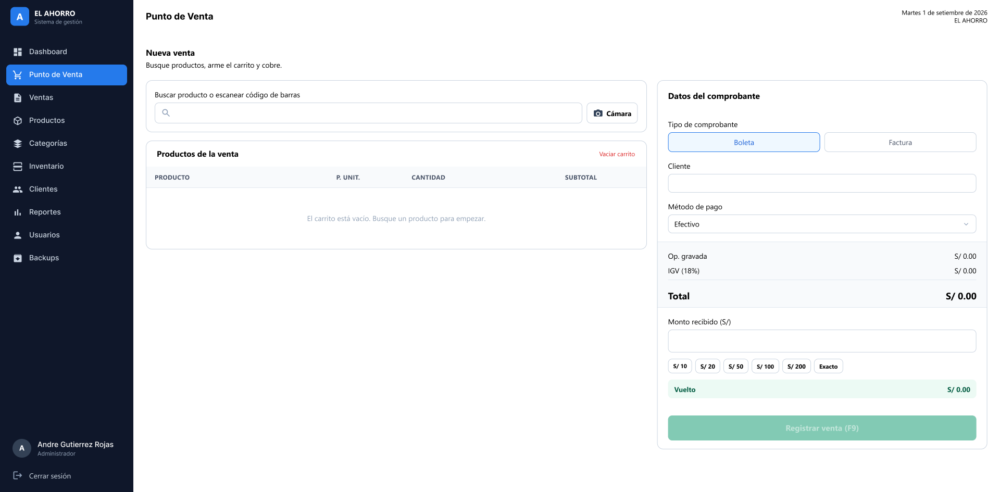 A
EL AHORRO
Sistema de gestión
Dashboard
Punto de Venta
Ventas
Productos
Categorías
Inventario
Clientes
Reportes
Usuarios
Backups
A
Andre Gutierrez Rojas
Administrador
Cerrar sesión
Punto de Venta
Martes 1 de setiembre de 2026
EL AHORRO
Nueva venta
Busque productos, arme el carrito y cobre.
Buscar producto o escanear código de barras
Cámara
Productos de la venta
Vaciar carrito
PRODUCTO P. UNIT. CANTIDAD SUBTOTAL
El carrito está vacío. Busque un producto para empezar.
Datos del comprobante
Tipo de comprobante
Boleta Factura
Cliente
Método de pago
Efectivo
Op. gravada S/ 0.00
IGV (18%) S/ 0.00
Total S/ 0.00
Monto recibido (S/)
S/ 10 S/ 20 S/ 50 S/ 100 S/ 200 Exacto
Vuelto S/ 0.00
Registrar venta (F9)